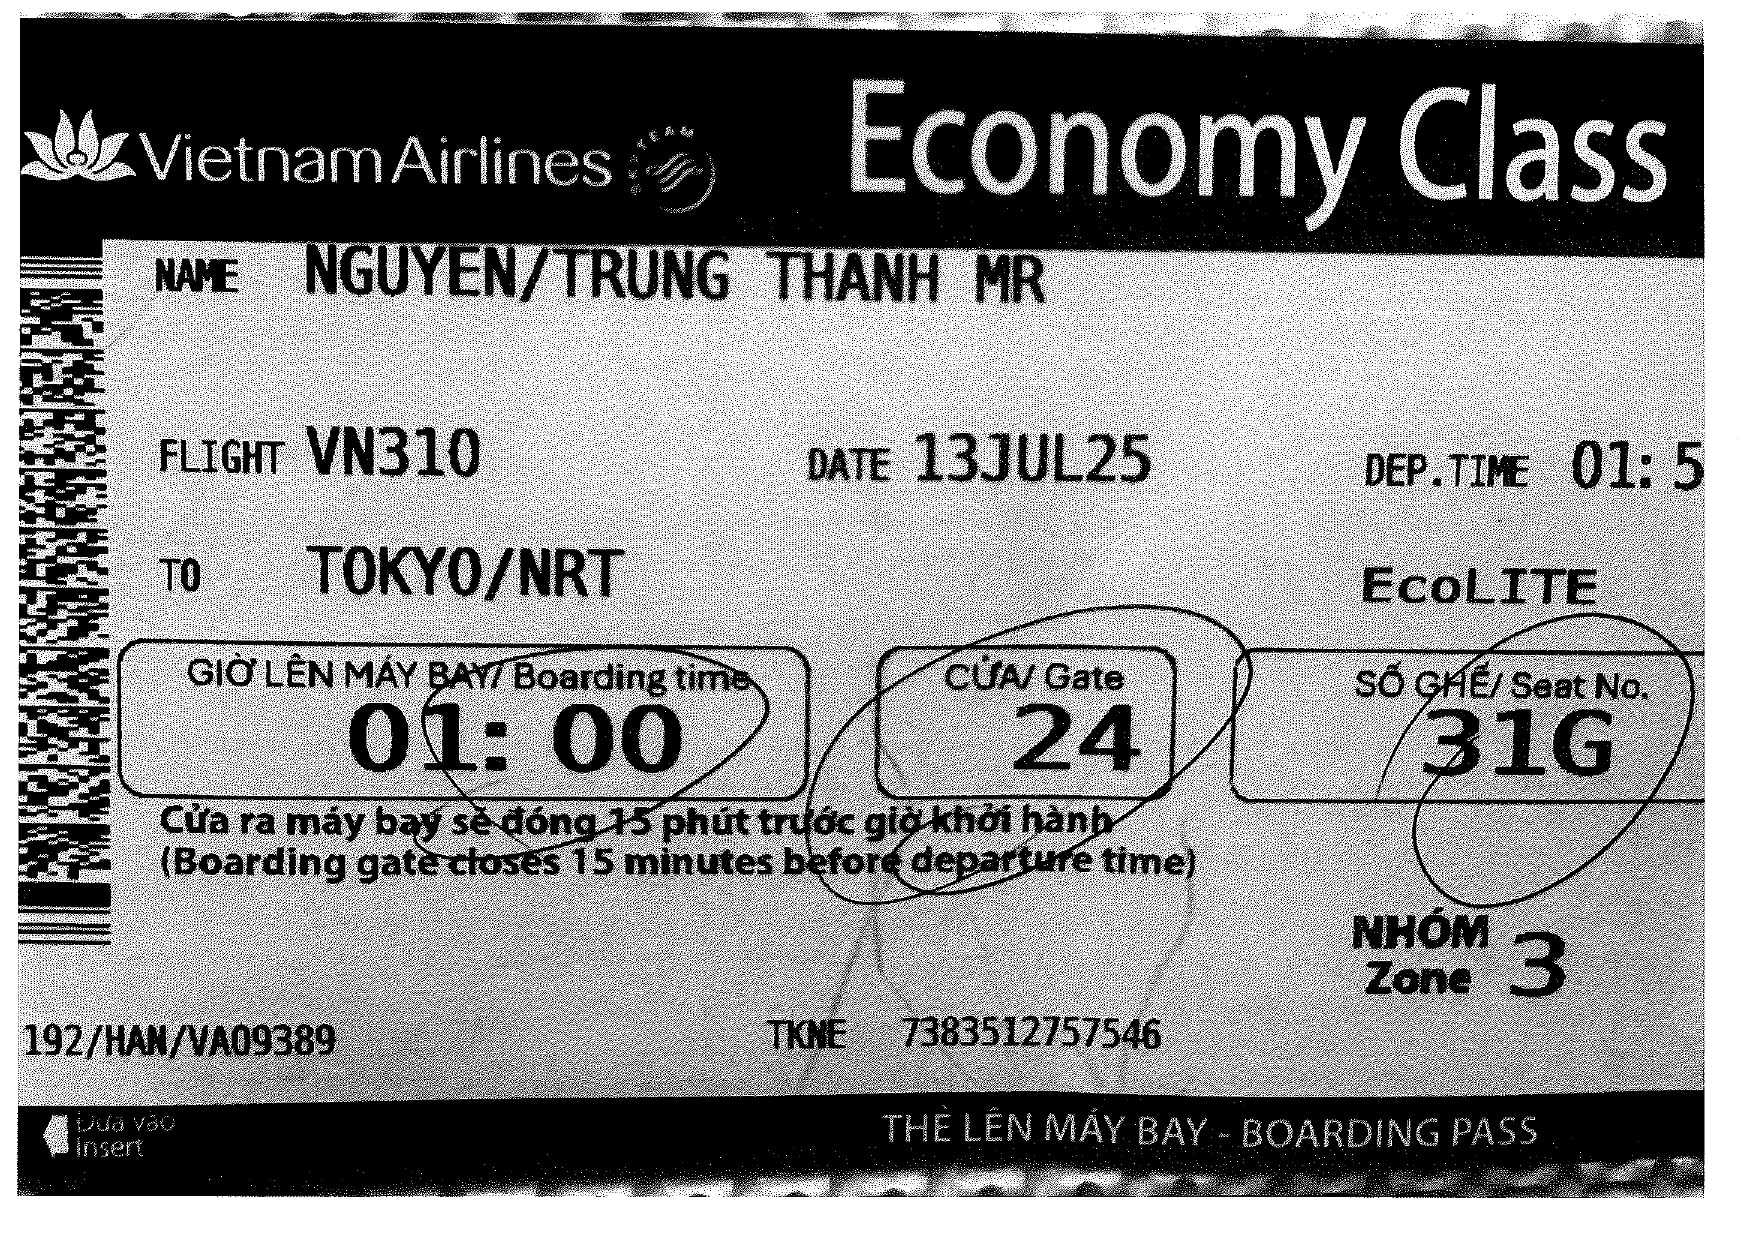 Vietnam Airlines SKYTEAM Economy Class
NAME NGUYEN/TRUNG THANH MR
FLIGHT VN310 DATE 13JUL25 DEP.TIME 01:5
TO TOKYO/NRT
EcoLITE
GIỜ LÊN MÁY BAY/ Boarding time CỬA/ Gate SỐ GHẾ/ Seat No.
01:00 24 31G
Cửa ra máy bay sẽ đóng 15 phút trước giờ khởi hành
(Boarding gate closes 15 minutes before departure time)
NHÓM
Zone 3
192/HAN/VA09389 TKNE 7383512757546
Đưa vào
Insert
THẺ LÊN MÁY BAY - BOARDING PASS